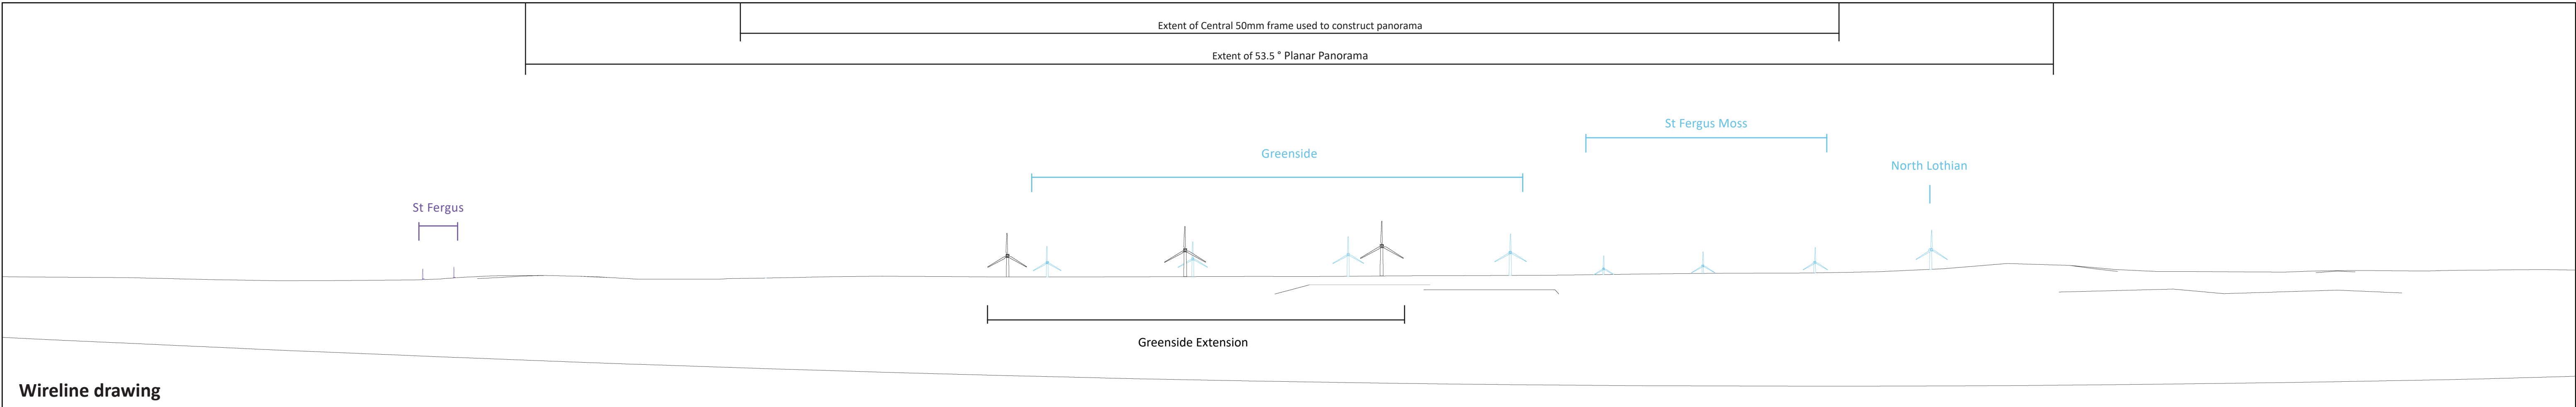 Extent of Central 50mm frame used to construct panorama
Extent of 53.5 ° Planar Panorama
St Fergus Moss
Greenside
North Lothian
St Fergus
Greenside Extension
Wireline drawing